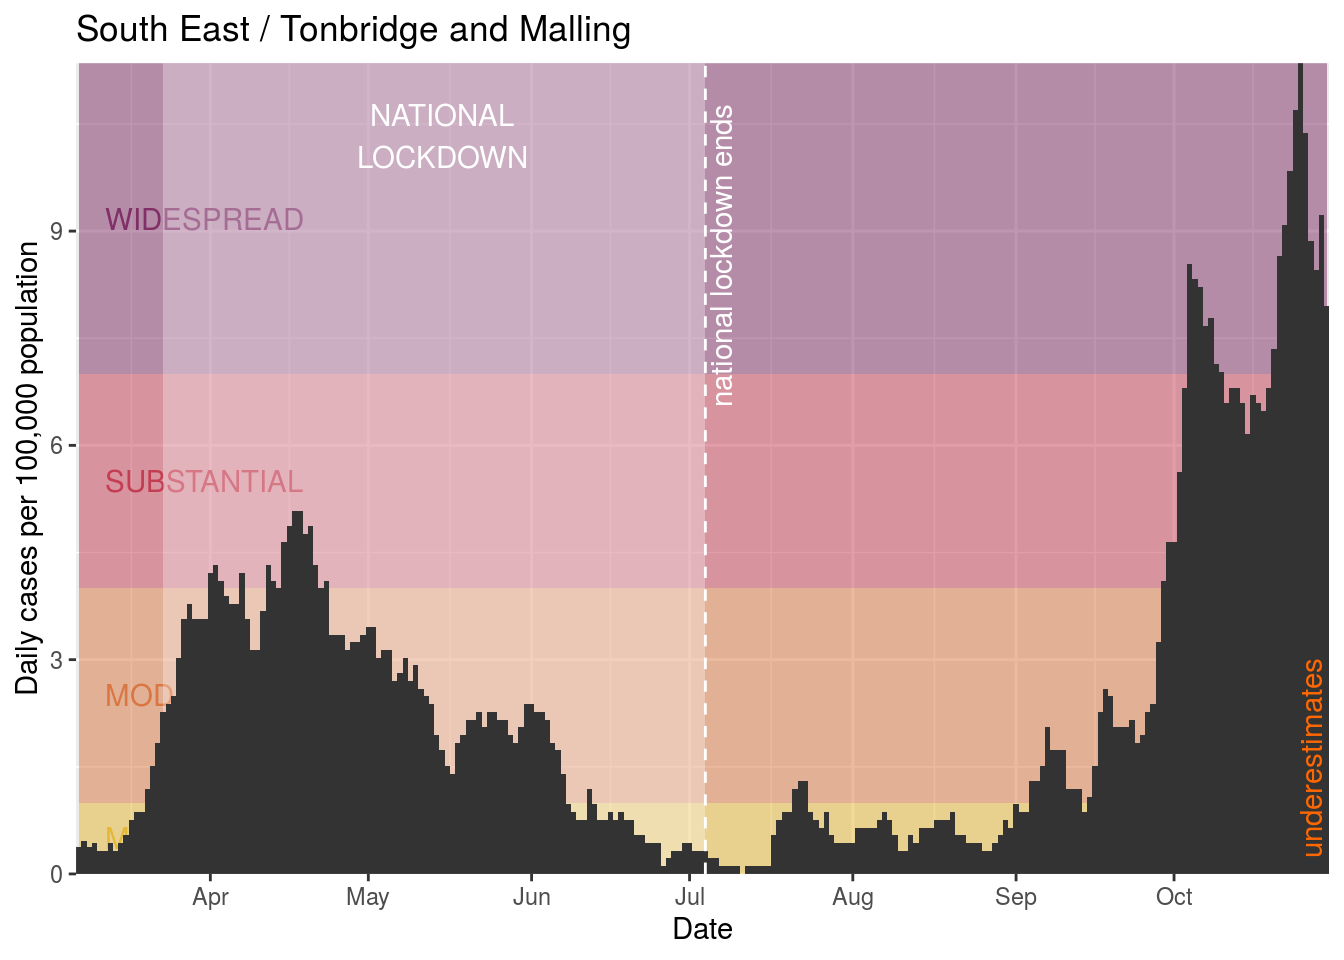 South East / Tonbridge and Malling
NATIONAL
LOCKDOWN
national lockdown ends
WIDESPREAD
SUBSTANTIAL
MOD
M
underestimates
Daily cases per 100,000 population
9
6
3
0
Apr
May
Jun
Jul
Aug
Sep
Oct
Date